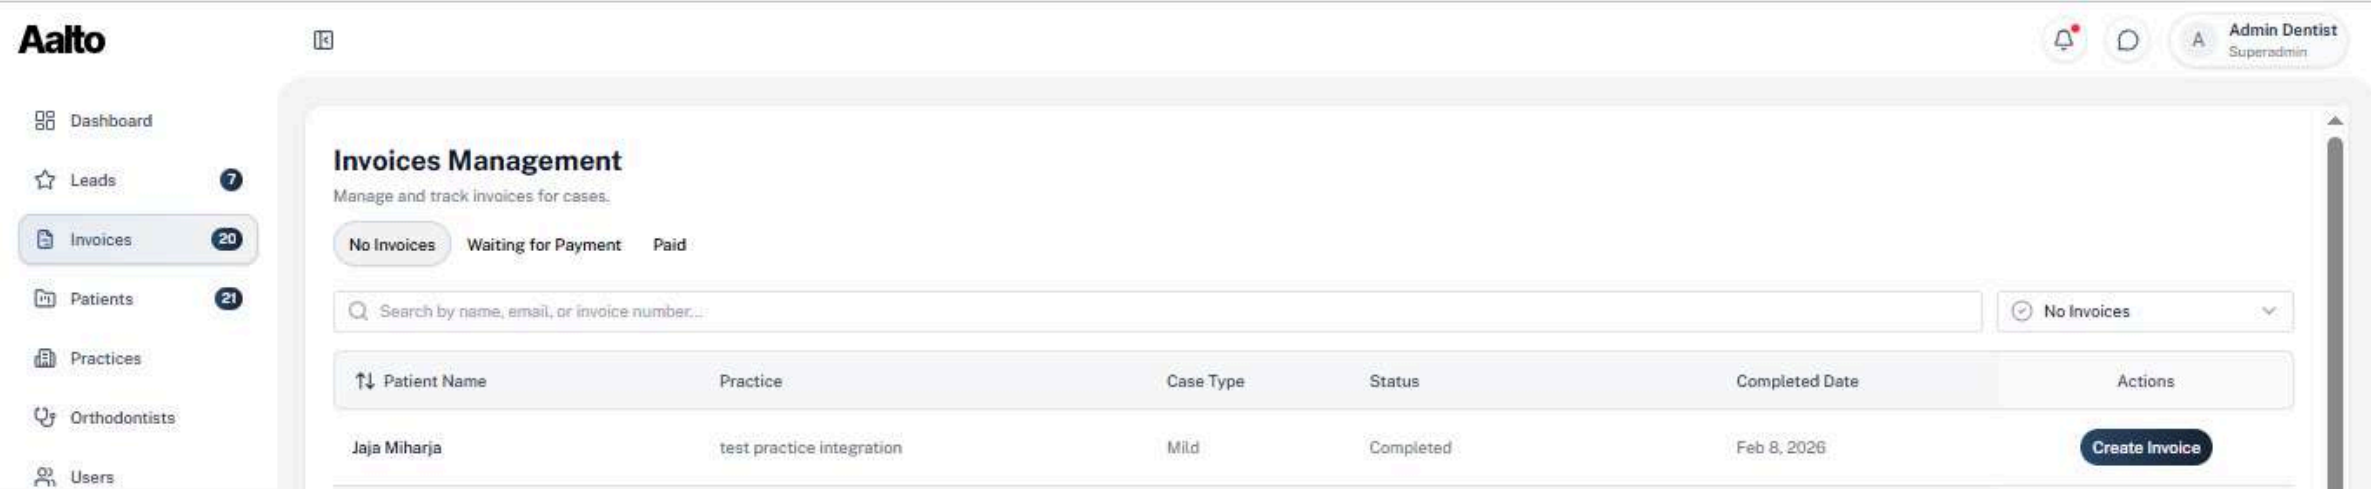 Aalto
A
Admin Dentist
Superadmin
Dashboard
Leads 7
Invoices 20
Patients 21
Practices
Orthodontists
Users
Invoices Management
Manage and track invoices for cases.
No Invoices Waiting for Payment Paid
Search by name, email, or invoice number... No Invoices
Patient Name Practice Case Type Status Completed Date Actions
Jaja Miharja test practice integration Mild Completed Feb 8, 2026 Create Invoice